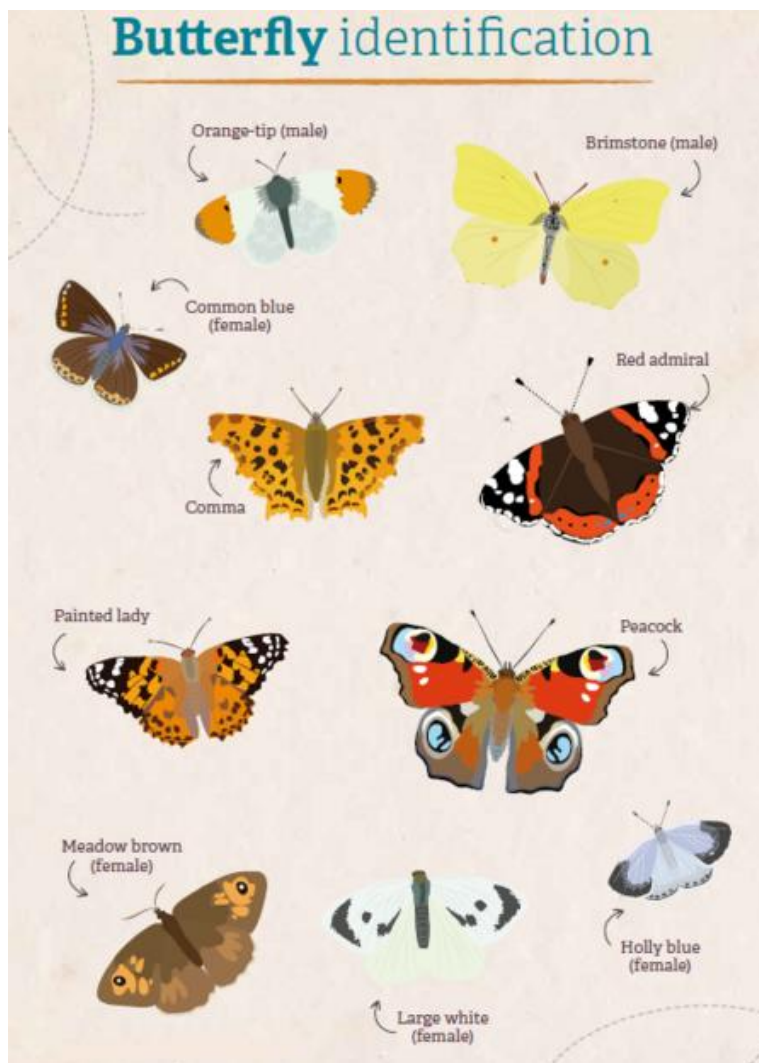 Butterfly identification
Orange-tip (male)
Brimstone (male)
Common blue
(female)
Red admiral
Comma
Painted lady
Peacock
Meadow brown
(female)
Holly blue
(female)
Large white
(female)